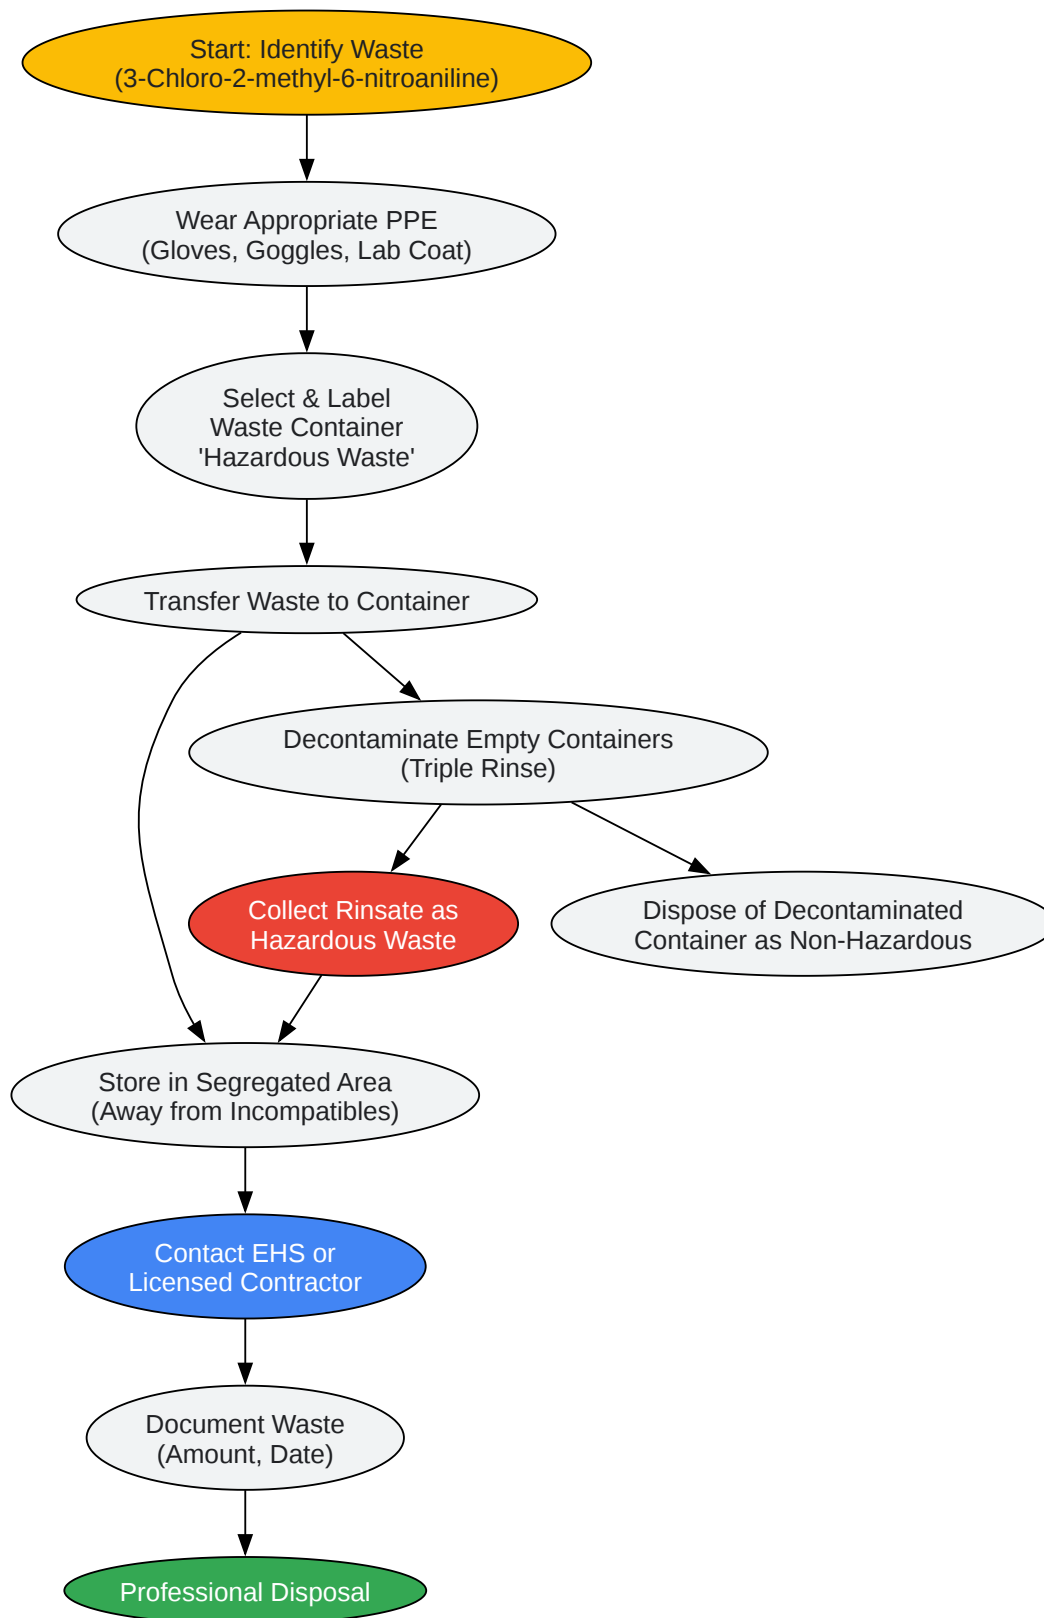 Start: Identify Waste
(3-Chloro-2-methyl-6-nitroaniline)
Wear Appropriate PPE
(Gloves, Goggles, Lab Coat)
Select & Label
Waste Container
'Hazardous Waste'
Transfer Waste to Container
Decontaminate Empty Containers
(Triple Rinse)
Collect Rinsate as
Hazardous Waste
Dispose of Decontaminated
Container as Non-Hazardous
Store in Segregated Area
(Away from Incompatibles)
Contact EHS or
Licensed Contractor
Document Waste
(Amount, Date)
Professional Disposal